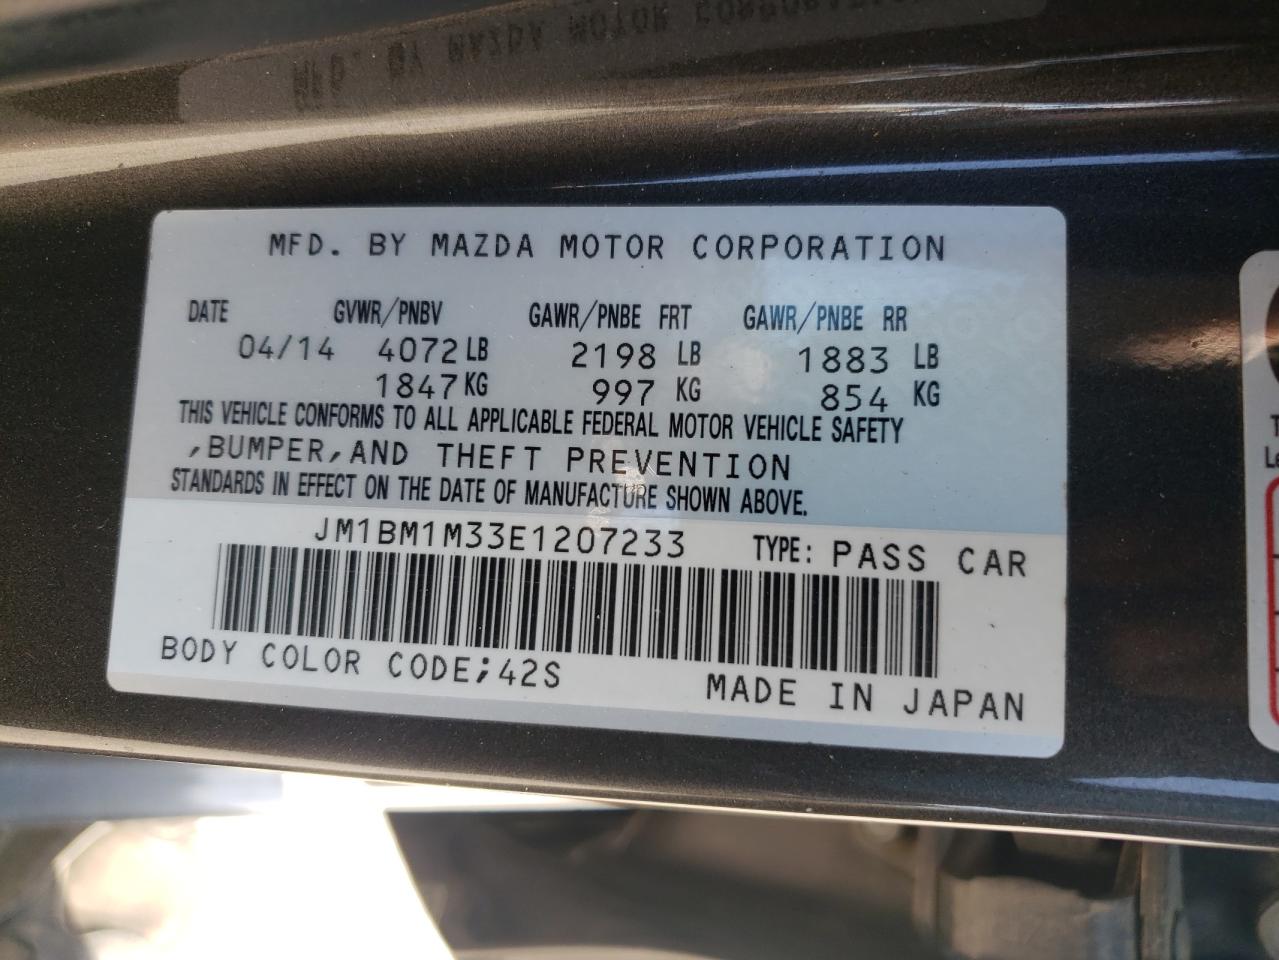 MFD. BY MAZDA MOTOR CORPORATION
DATE GVWR/PNBV GAWR/PNBE FRT GAWR/PNBE RR
04/14 4072 LB 2198 LB 1883 LB
1847 KG 997 KG 854 KG
THIS VEHICLE CONFORMS TO ALL APPLICABLE FEDERAL MOTOR VEHICLE SAFETY
,BUMPER,AND THEFT PREVENTION
STANDARDS IN EFFECT ON THE DATE OF MANUFACTURE SHOWN ABOVE.
JM1BM1M33E1207233 TYPE: PASS CAR
BODY COLOR CODE;42S
MADE IN JAPAN